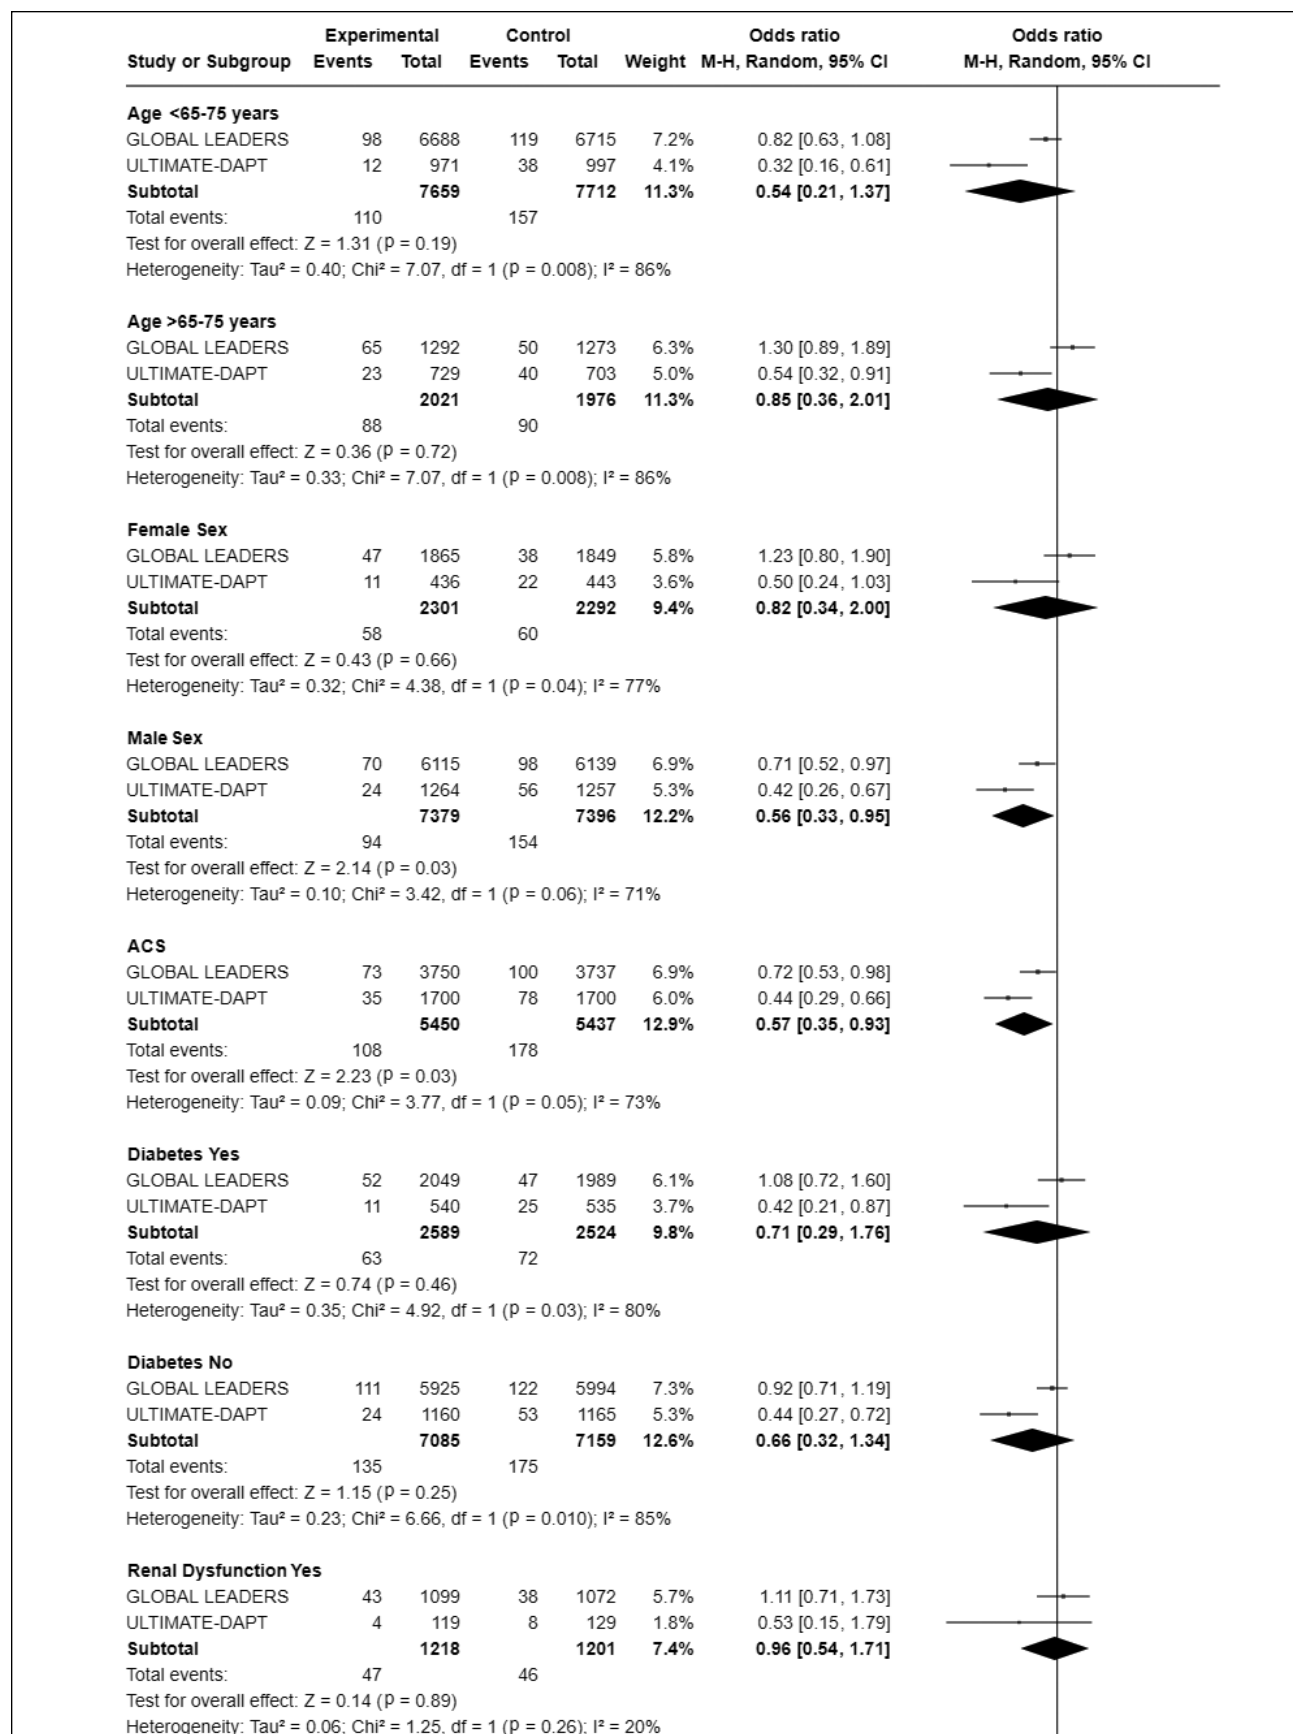 Experimental Control Odds ratio Odds ratio
Study or Subgroup Events Total Events Total Weight M-H, Random, 95% CI M-H, Random, 95% CI
Age <65-75 years
GLOBAL LEADERS 98 6688 119 6715 7.2% 0.82 [0.63, 1.08]
ULTIMATE-DAPT 12 971 38 997 4.1% 0.32 [0.16, 0.61]
Subtotal 7659 7712 11.3% 0.54 [0.21, 1.37]
Total events: 110 157
Test for overall effect: Z = 1.31 (p = 0.19)
Heterogeneity: Tau² = 0.40; Chi² = 7.07, df = 1 (p = 0.008); I² = 86%
Age >65-75 years
GLOBAL LEADERS 65 1292 50 1273 6.3% 1.30 [0.89, 1.89]
ULTIMATE-DAPT 23 729 40 703 5.0% 0.54 [0.32, 0.91]
Subtotal 2021 1976 11.3% 0.85 [0.36, 2.01]
Total events: 88 90
Test for overall effect: Z = 0.36 (p = 0.72)
Heterogeneity: Tau² = 0.33; Chi² = 7.07, df = 1 (p = 0.008); I² = 86%
Female Sex
GLOBAL LEADERS 47 1865 38 1849 5.8% 1.23 [0.80, 1.90]
ULTIMATE-DAPT 11 436 22 443 3.6% 0.50 [0.24, 1.03]
Subtotal 2301 2292 9.4% 0.82 [0.34, 2.00]
Total events: 58 60
Test for overall effect: Z = 0.43 (p = 0.66)
Heterogeneity: Tau² = 0.32; Chi² = 4.38, df = 1 (p = 0.04); I² = 77%
Male Sex
GLOBAL LEADERS 70 6115 98 6139 6.9% 0.71 [0.52, 0.97]
ULTIMATE-DAPT 24 1264 56 1257 5.3% 0.42 [0.26, 0.67]
Subtotal 7379 7396 12.2% 0.56 [0.33, 0.95]
Total events: 94 154
Test for overall effect: Z = 2.14 (p = 0.03)
Heterogeneity: Tau² = 0.10; Chi² = 3.42, df = 1 (p = 0.06); I² = 71%
ACS
GLOBAL LEADERS 73 3750 100 3737 6.9% 0.72 [0.53, 0.98]
ULTIMATE-DAPT 35 1700 78 1700 6.0% 0.44 [0.29, 0.66]
Subtotal 5450 5437 12.9% 0.57 [0.35, 0.93]
Total events: 108 178
Test for overall effect: Z = 2.23 (p = 0.03)
Heterogeneity: Tau² = 0.09; Chi² = 3.77, df = 1 (p = 0.05); I² = 73%
Diabetes Yes
GLOBAL LEADERS 52 2049 47 1989 6.1% 1.08 [0.72, 1.60]
ULTIMATE-DAPT 11 540 25 535 3.7% 0.42 [0.21, 0.87]
Subtotal 2589 2524 9.8% 0.71 [0.29, 1.76]
Total events: 63 72
Test for overall effect: Z = 0.74 (p = 0.46)
Heterogeneity: Tau² = 0.35; Chi² = 4.92, df = 1 (p = 0.03); I² = 80%
Diabetes No
GLOBAL LEADERS 111 5925 122 5994 7.3% 0.92 [0.71, 1.19]
ULTIMATE-DAPT 24 1160 53 1165 5.3% 0.44 [0.27, 0.72]
Subtotal 7085 7159 12.6% 0.66 [0.32, 1.34]
Total events: 135 175
Test for overall effect: Z = 1.15 (p = 0.25)
Heterogeneity: Tau² = 0.23; Chi² = 6.66, df = 1 (p = 0.010); I² = 85%
Renal Dysfunction Yes
GLOBAL LEADERS 43 1099 38 1072 5.7% 1.11 [0.71, 1.73]
ULTIMATE-DAPT 4 119 8 129 1.8% 0.53 [0.15, 1.79]
Subtotal 1218 1201 7.4% 0.96 [0.54, 1.71]
Total events: 47 46
Test for overall effect: Z = 0.14 (p = 0.89)
Heterogeneity: Tau² = 0.06; Chi² = 1.25, df = 1 (p = 0.26); I² = 20%